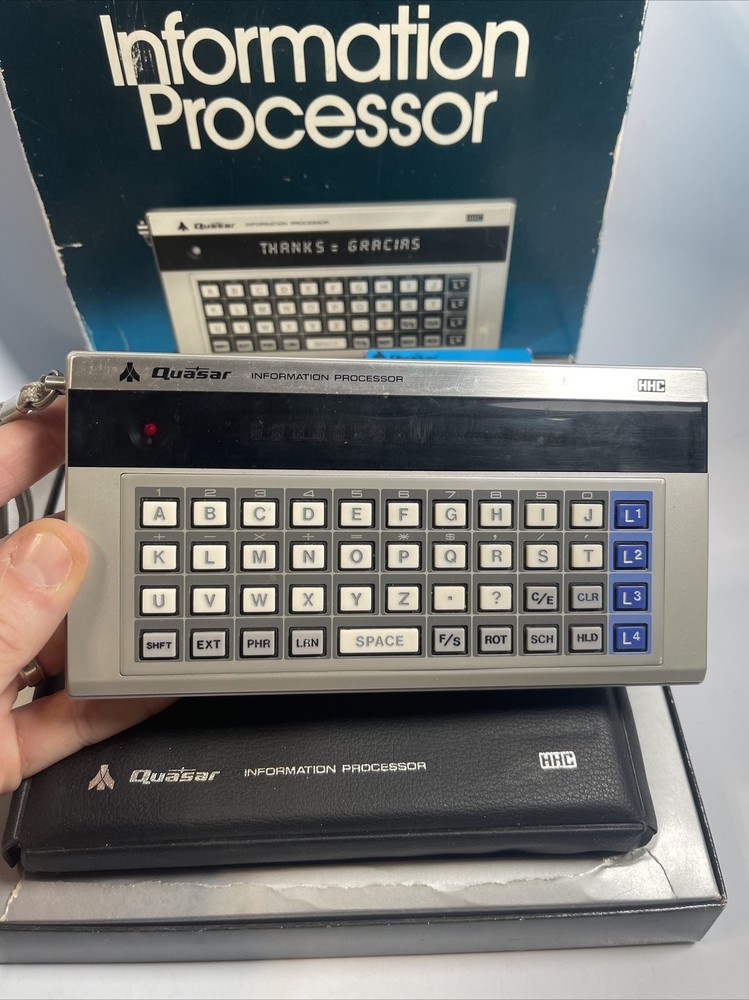 Information
Processor
Quasar INFORMATION PROCESSOR HHC
THANKS = GRACIAS
Quasar
Quasar INFORMATION PROCESSOR HHC
1 2 3 4 5 6 7 8 9 0
A B C D E F G H I J L1
+ - × ÷ = * $ , / '
K L M N O P Q R S T L2
U V W X Y Z ? C/E CLR L3
SHFT EXT PHR LRN SPACE F/S ROT SCH HLD L4
Quasar INFORMATION PROCESSOR HHC